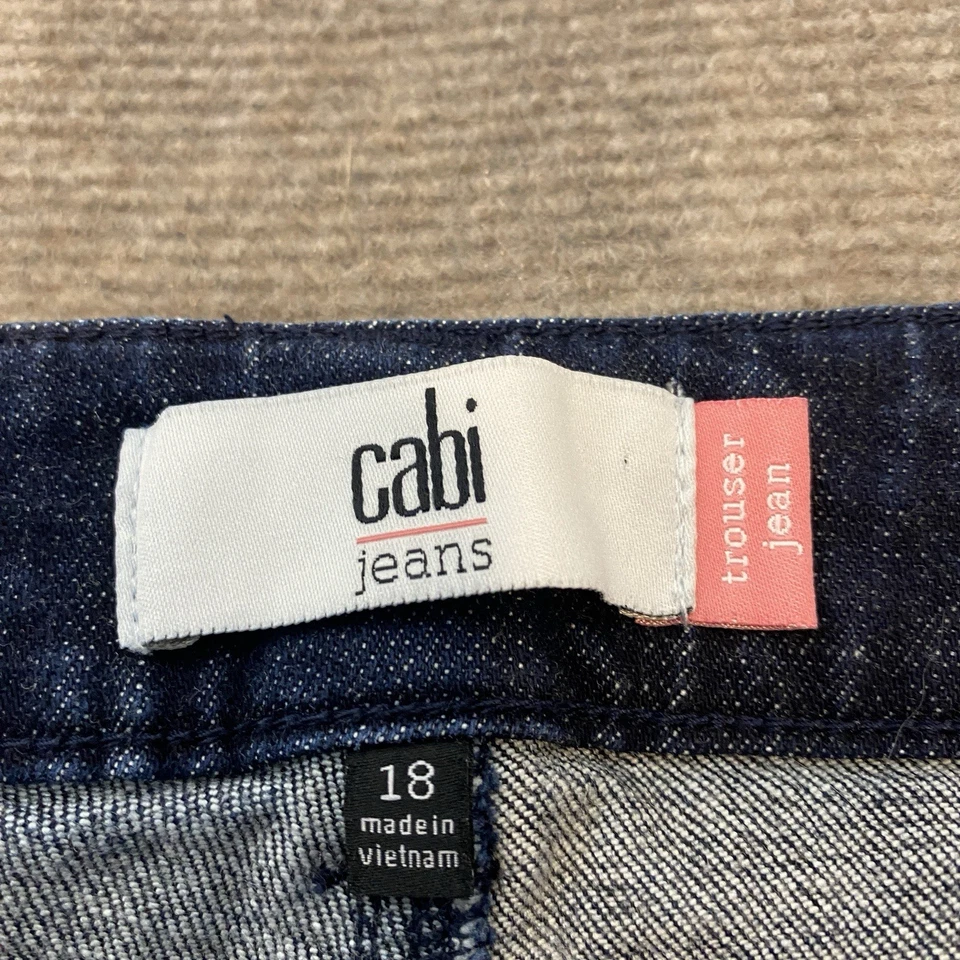 cabi
jeans
trouser
jean
18
made in
vietnam